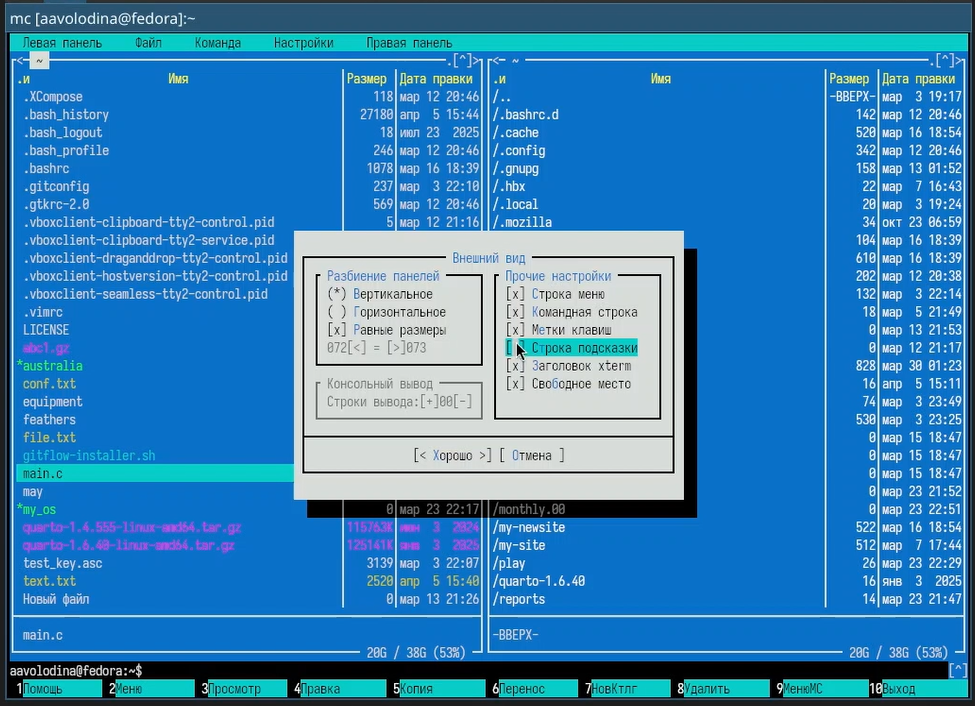 mc [aavolodina@fedora]:~
Левая панель Файл Команда Настройки Правая панель
<─ ~ .[^]> <─ ~ .[^]>
.и Имя Размер Дата правки .и Имя Размер Дата правки
.XCompose 118 мар 12 20:46 /.. -ВВЕРХ- мар 3 19:17
.bash_history 27180 апр 5 15:44 /.bashrc.d 142 мар 12 20:46
.bash_logout 18 июл 23 2025 /.cache 520 мар 16 18:54
.bash_profile 246 мар 12 20:46 /.config 342 мар 12 20:46
.bashrc 1078 мар 16 18:39 /.gnupg 158 мар 13 01:52
.gitconfig 237 мар 3 22:10 /.hbx 22 мар 7 16:43
.gtkrc-2.0 569 мар 12 20:46 /.local 20 мар 3 19:24
.vboxclient-clipboard-tty2-control.pid 5 мар 12 21:16 /.mozilla 34 окт 23 06:59
.vboxclient-clipboard-tty2-service.pid 104 мар 16 18:39
.vboxclient-draganddrop-tty2-control.pid 610 мар 16 18:39
.vboxclient-hostversion-tty2-control.pid 202 мар 12 20:38
.vboxclient-seamless-tty2-control.pid 132 мар 3 22:14
.vimrc 18 мар 5 21:49
LICENSE 0 мар 13 21:53
abc1.gz 0 мар 12 21:17
*australia 828 мар 30 01:23
conf.txt 16 апр 5 15:11
equipment 74 мар 3 23:49
feathers 530 мар 3 23:25
file.txt 0 мар 15 18:47
gitflow-installer.sh 0 мар 15 18:47
main.c 0 мар 15 18:47
may 0 мар 23 21:52
*my_os 0 мар 23 22:17 /monthly.00 0 мар 23 22:51
quarto-1.4.555-linux-amd64.tar.gz 115763K янн 3 2024 /my-newsite 522 мар 16 18:54
quarto-1.6.40-linux-amd64.tar.gz 125141K янв 3 2025 /my-site 512 мар 7 17:44
test_key.asc 3139 мар 3 22:07 /play 26 мар 23 22:29
text.txt 2520 апр 5 15:40 /quarto-1.6.40 16 янв 3 2025
Новый файл 0 мар 13 21:26 /reports 14 мар 23 21:47
Внешний вид
Разбиение панелей
(*) Вертикальное
( ) Горизонтальное
[x] Равные размеры
072[<] = [>]073
Консольный вывод
Строки вывода:[+]00[-]
Прочие настройки
[x] Строка меню
[x] Командная строка
[x] Метки клавиш
[ ] Строка подсказки
[x] Заголовок xterm
[x] Свободное место
[< Хорошо >] [ Отмена ]
main.c -ВВЕРХ-
20G / 38G (53%) 20G / 38G (53%)
aavolodina@fedora:~$ [^]
1Помощь 2Меню 3Просмотр 4Правка 5Копия 6Перенос 7НовКтлг 8Удалить 9МенюМС 10Выход